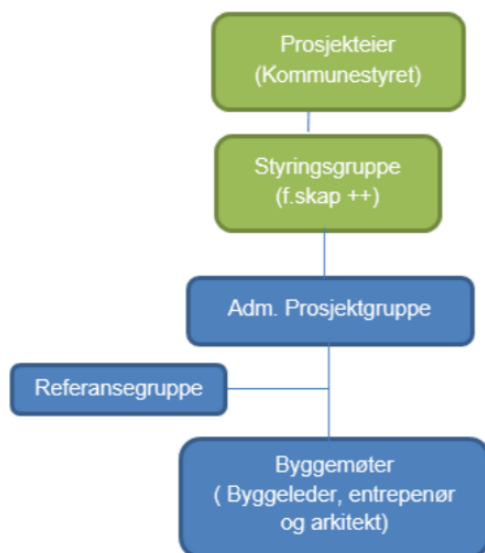 Prosjekteier
(Kommunestyret)
Styringsgruppe
(f.skap ++)
Adm. Prosjektgruppe
Referansegruppe
Byggemøter
( Byggeleder, entrepenør
og arkitekt)